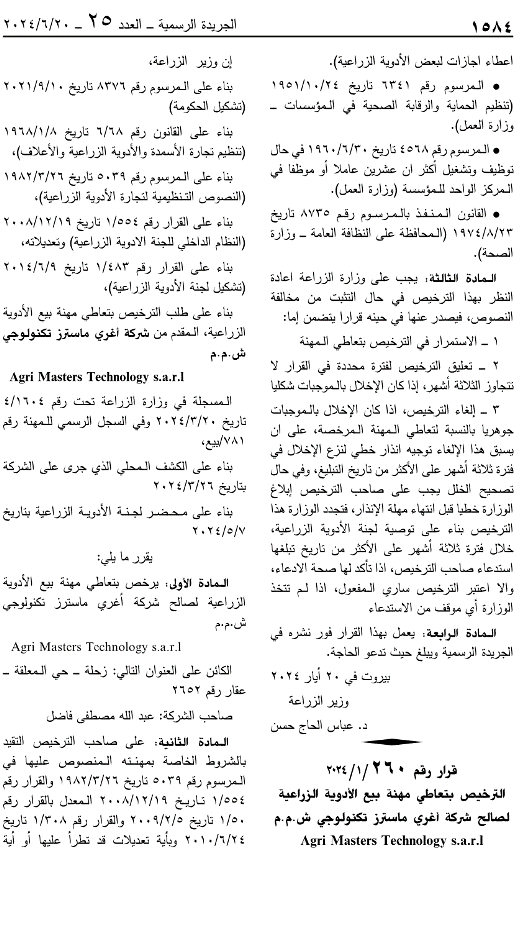 ١٥٨٤
الجريدة الرسمية ــ العدد ٢٥ ــ ٢٠٢٤/٦/٢٠
اعطاء اجازات لبعض الأدوية الزراعية).
● المرسوم رقم ٦٣٤١ تاريخ ١٩٥١/١٠/٢٤
(تنظيم الحماية والرقابة الصحية في المؤسسات ــ
وزارة العمل).
● المرسوم رقم ٤٥٦٨ تاريخ ١٩٦٠/٦/٣٠ في حال
توظيف وتشغيل أكثر ان عشرين عاملا أو موظفا في
المركز الواحد للمؤسسة (وزارة العمل).
● القانون المنفذ بالمرسوم رقم ٨٧٣٥ تاريخ
١٩٧٤/٨/٢٣ (المحافظة على النظافة العامة ــ وزارة
الصحة).
المادة الثالثة: يجب على وزارة الزراعة اعادة
النظر بهذا الترخيص في حال التثبت من مخالفة
النصوص، فيصدر عنها في حينه قرارا يتضمن إما:
١ ــ الاستمرار في الترخيص بتعاطي المهنة
٢ ــ تعليق الترخيص لفترة محددة في القرار لا
تتجاوز الثلاثة أشهر، إذا كان الإخلال بالموجبات شكليا
٣ ــ إلغاء الترخيص، اذا كان الإخلال بالموجبات
جوهريا بالنسبة لتعاطي المهنة المرخصة، على ان
يسبق هذا الإلغاء توجيه انذار خطي لنزع الإخلال في
فترة ثلاثة أشهر على الأكثر من تاريخ التبليغ، وفي حال
تصحيح الخلل يجب على صاحب الترخيص إبلاغ
الوزارة خطيا قبل انتهاء مهلة الإنذار، فتجدد الوزارة هذا
الترخيص بناء على توصية لجنة الأدوية الزراعية،
خلال فترة ثلاثة أشهر على الأكثر من تاريخ تبلغها
استدعاء صاحب الترخيص، اذا تأكد لها صحة الادعاء،
والا اعتبر الترخيص ساري المفعول، اذا لم تتخذ
الوزارة أي موقف من الاستدعاء
المادة الرابعة: يعمل بهذا القرار فور نشره في
الجريدة الرسمية ويبلغ حيث تدعو الحاجة.
بيروت في ٢٠ أيار ٢٠٢٤
وزير الزراعة
د. عباس الحاج حسن
قرار رقم ٢٠٢٤/١/٢٦٠
الترخيص بتعاطي مهنة بيع الأدوية الزراعية
لصالح شركة أغري ماسترز تكنولوجي ش.م.م
Agri Masters Technology s.a.r.l
إن وزير الزراعة،
بناء على المرسوم رقم ٨٣٧٦ تاريخ ٢٠٢١/٩/١٠
(تشكيل الحكومة)
بناء على القانون رقم ٦/٦٨ تاريخ ١٩٦٨/١/٨
(تنظيم تجارة الأسمدة والأدوية الزراعية والأعلاف)،
بناء على المرسوم رقم ٥٠٣٩ تاريخ ١٩٨٢/٣/٢٦
(النصوص التنظيمية لتجارة الأدوية الزراعية)،
بناء على القرار رقم ١/٥٥٤ تاريخ ٢٠٠٨/١٢/١٩
(النظام الداخلي للجنة الادوية الزراعية) وتعديلاته،
بناء على القرار رقم ١/٤٨٣ تاريخ ٢٠١٤/٦/٩
(تشكيل لجنة الأدوية الزراعية)،
بناء على طلب الترخيص بتعاطي مهنة بيع الأدوية
الزراعية، المقدم من شركة أغري ماسترز تكنولوجي
ش.م.م
Agri Masters Technology s.a.r.l
المسجلة في وزارة الزراعة تحت رقم ٤/١٦٠٤
تاريخ ٢٠٢٤/٣/٢٠ وفي السجل الرسمي للمهنة رقم
٧٨١/بيع،
بناء على الكشف المحلي الذي جرى على الشركة
بتاريخ ٢٠٢٤/٣/٢٦
بناء على محضر لجنة الأدوية الزراعية بتاريخ
٢٠٢٤/٥/٧
يقرر ما يلي:
المادة الأولى: يرخص بتعاطي مهنة بيع الأدوية
الزراعية لصالح شركة أغري ماسترز تكنولوجي
ش.م.م
Agri Masters Technology s.a.r.l
الكائن على العنوان التالي: زحلة ــ حي المعلقة ــ
عقار رقم ٢٦٥٢
صاحب الشركة: عبد الله مصطفى فاضل
المادة الثانية: على صاحب الترخيص التقيد
بالشروط الخاصة بمهنته المنصوص عليها في
المرسوم رقم ٥٠٣٩ تاريخ ١٩٨٢/٣/٢٦ والقرار رقم
١/٥٥٤ تاريخ ٢٠٠٨/١٢/١٩ المعدل بالقرار رقم
١/٥٠ تاريخ ٢٠٠٩/٢/٥ والقرار رقم ١/٣٠٨ تاريخ
٢٠١٠/٦/٢٤ وبأية تعديلات قد تطرأ عليها أو أية